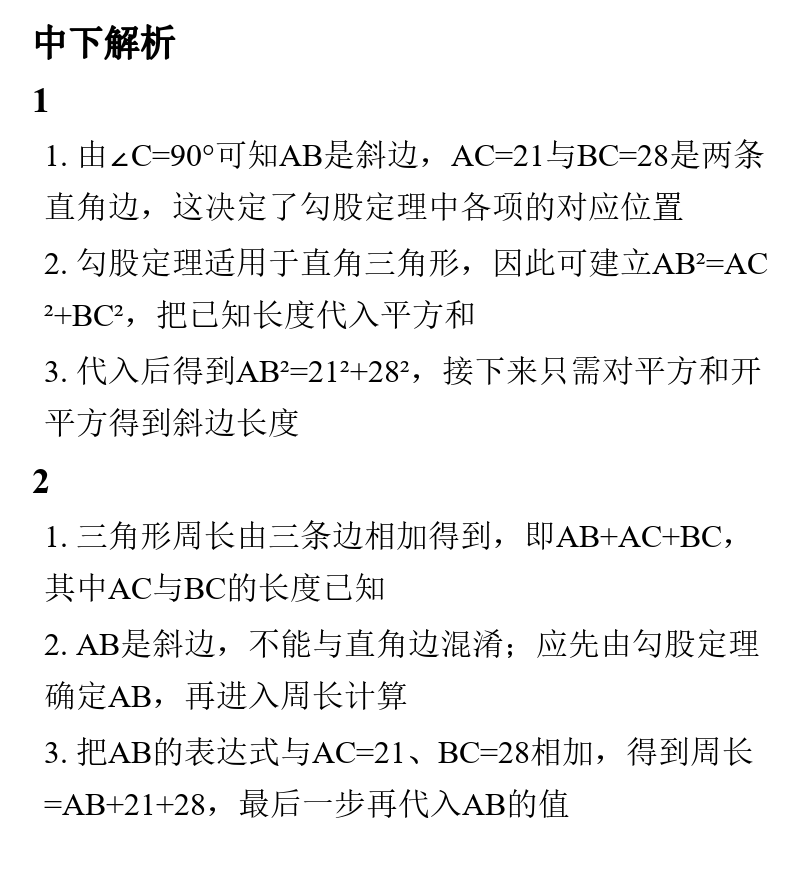 中下解析
1
1. 由∠C=90°可知AB是斜边，AC=21与BC=28是两条
直角边，这决定了勾股定理中各项的对应位置
2. 勾股定理适用于直角三角形，因此可建立AB²=AC
²+BC²，把已知长度代入平方和
3. 代入后得到AB²=21²+28²，接下来只需对平方和开
平方得到斜边长度
2
1. 三角形周长由三条边相加得到，即AB+AC+BC，
其中AC与BC的长度已知
2. AB是斜边，不能与直角边混淆；应先由勾股定理
确定AB，再进入周长计算
3. 把AB的表达式与AC=21、BC=28相加，得到周长
=AB+21+28，最后一步再代入AB的值